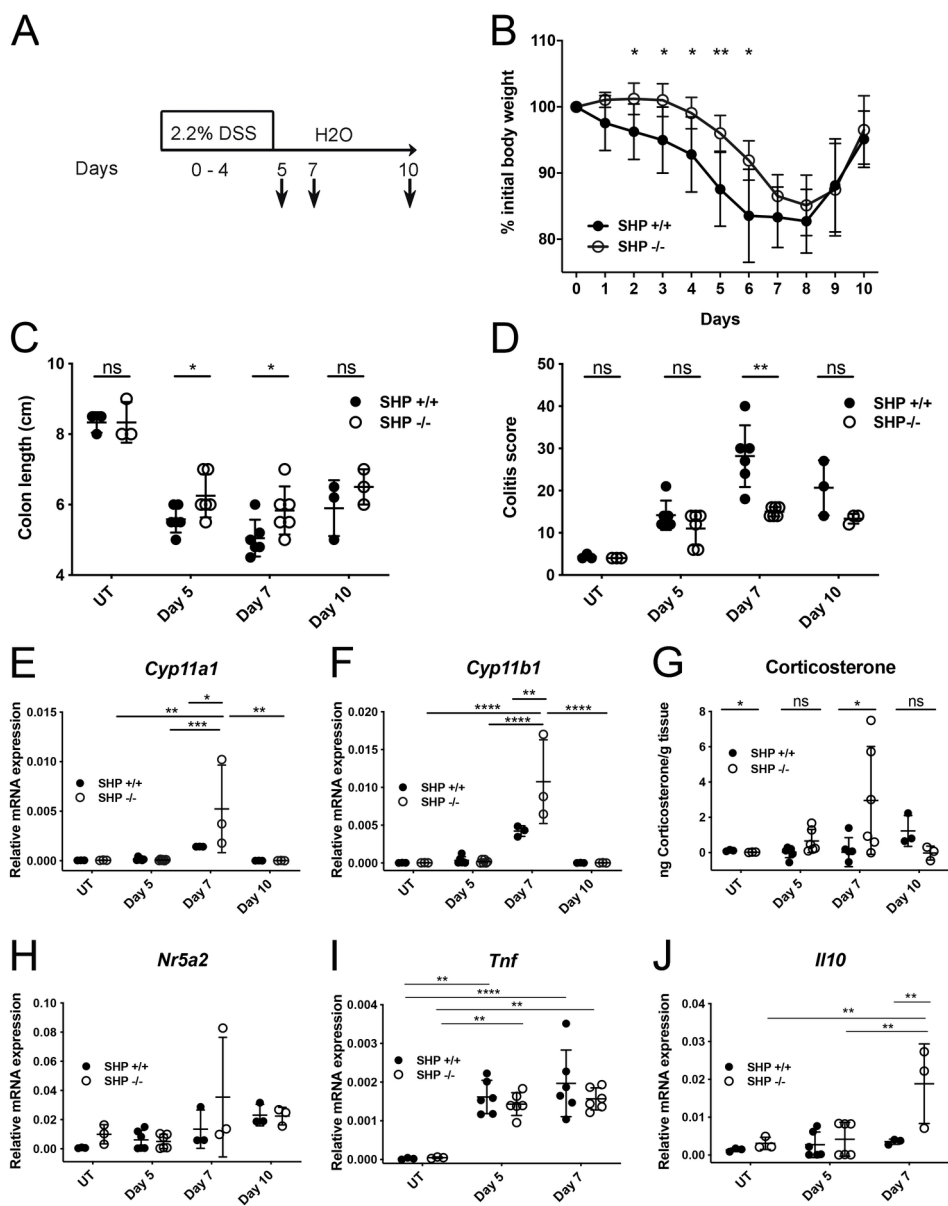 A
2.2% DSS
H2O
Days
0 - 4
5
7
10
B
110
100
90
80
% initial body weight
* * * ** *
SHP +/+
SHP -/-
0 1 2 3 4 5 6 7 8 9 10
Days
C
10
8
6
4
Colon length (cm)
ns
*
*
ns
SHP +/+
SHP -/-
UT
Day 5
Day 7
Day 10
D
50
40
30
20
10
0
Colitis score
ns
ns
**
ns
SHP +/+
SHP-/-
UT
Day 5
Day 7
Day 10
E
Cyp11a1
0.015
0.010
0.005
0.000
Relative mRNA expression
*
**
**
***
SHP +/+
SHP -/-
UT
Day 5
Day 7
Day 10
F
Cyp11b1
0.020
0.015
0.010
0.005
0.000
Relative mRNA expression
**
****
****
****
SHP +/+
SHP -/-
UT
Day 5
Day 7
Day 10
G
Corticosterone
8
6
4
2
0
ng Corticosterone/g tissue
*
ns
*
ns
SHP +/+
SHP -/-
UT
Day 5
Day 7
Day 10
H
Nr5a2
0.10
0.08
0.06
0.04
0.02
0.00
Relative mRNA expression
SHP +/+
SHP -/-
UT
Day 5
Day 7
Day 10
I
Tnf
0.004
0.003
0.002
0.001
0.000
Relative mRNA expression
**
****
**
**
SHP +/+
SHP -/-
UT
Day 5
Day 7
J
Il10
0.04
0.03
0.02
0.01
0.00
Relative mRNA expression
**
**
**
SHP +/+
SHP -/-
UT
Day 5
Day 7